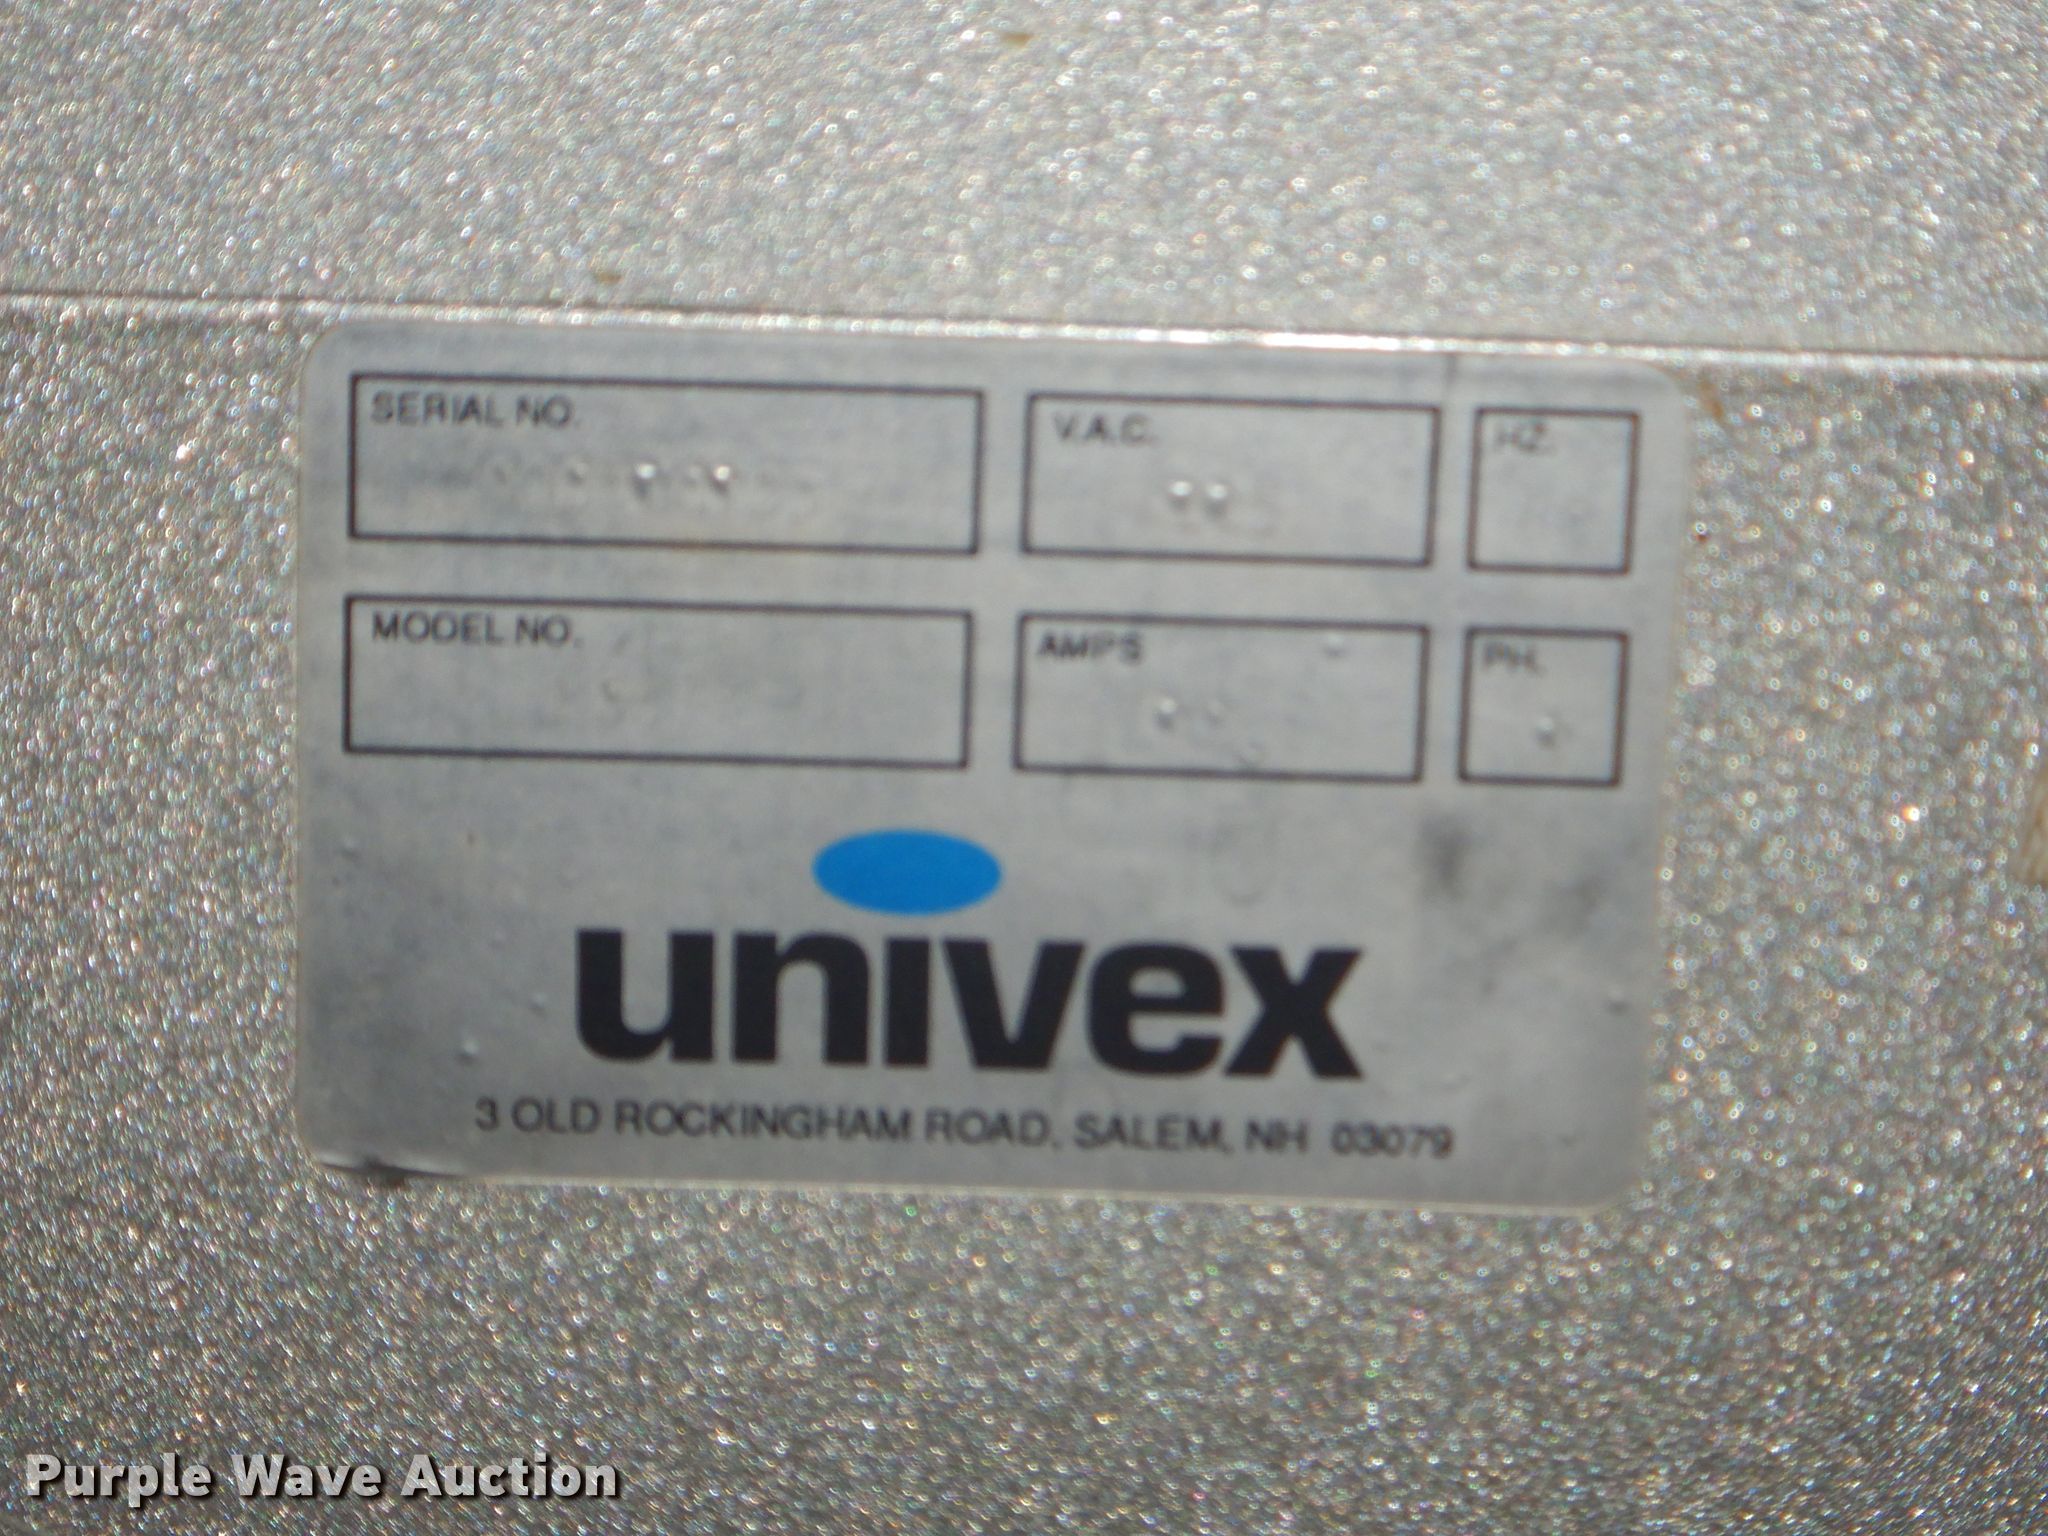 SERIAL NO.
V.A.C.
HZ.
MODEL NO.
AMPS
PH.
univex
3 OLD ROCKINGHAM ROAD, SALEM, NH 03079
Purple Wave Auction